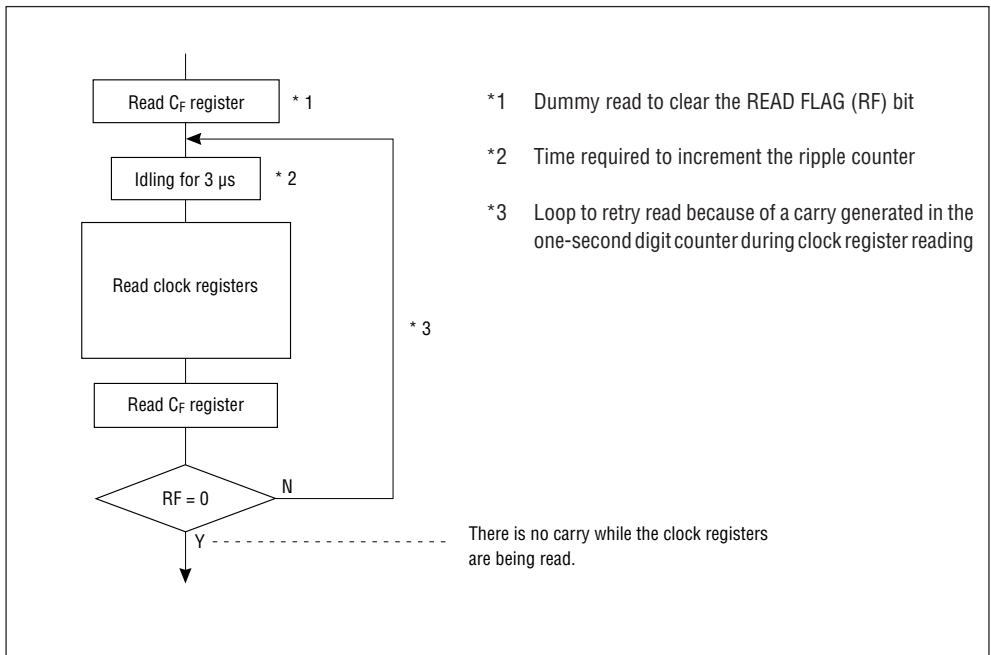 Read CF register * 1
Idling for 3 µs * 2
Read clock registers
* 3
Read CF register
RF = 0
N
Y
*1 Dummy read to clear the READ FLAG (RF) bit
*2 Time required to increment the ripple counter
*3 Loop to retry read because of a carry generated in the
one-second digit counter during clock register reading
There is no carry while the clock registers
are being read.